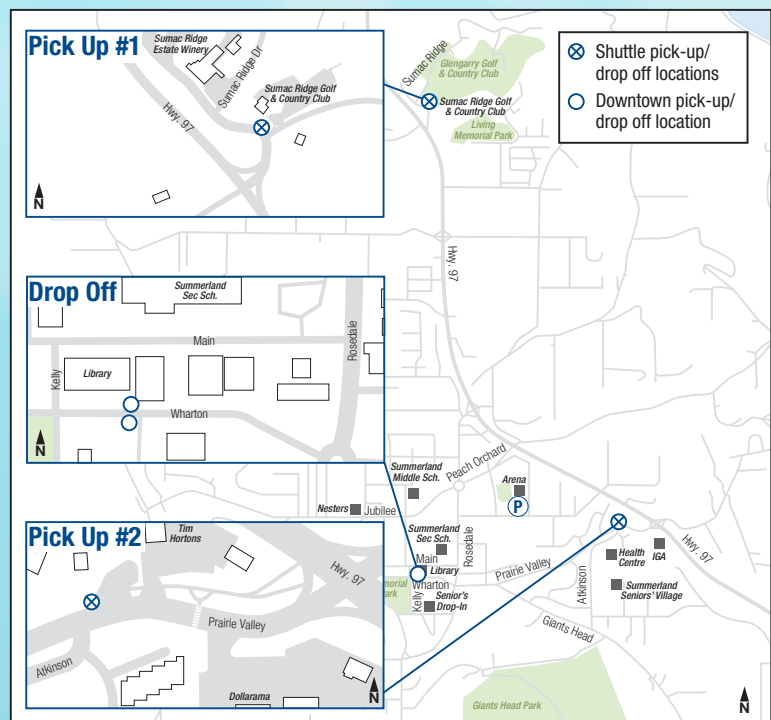 Pick Up #1
Sumac Ridge
Estate Winery
Sumac Ridge Dr
Sumac Ridge Golf
& Country Club
Hwy. 97
N
Drop Off
Summerland
Sec Sch.
Main
Rosedale
Kelly
Library
Wharton
N
Pick Up #2
Tim
Hortons
Hwy. 97
Prairie Valley
Atkinson
Dollarama
N
Shuttle pick-up/
drop off locations
Downtown pick-up/
drop off location
Sumac Ridge
Glengarry Golf
& Country Club
Sumac Ridge Golf
& Country Club
Living
Memorial Park
Hwy. 97
Peach Orchard
Summerland
Middle Sch.
Arena
P
Nesters
Jubilee
Summerland
Sec Sch.
Rosedale
Main
Library
Wharton
Kelly
Senior's
Drop-In
emorial
Park
Prairie Valley
Atkinson
Health
Centre
IGA
Hwy. 97
Summerland
Seniors' Village
Giants Head
Giants Head Park
N